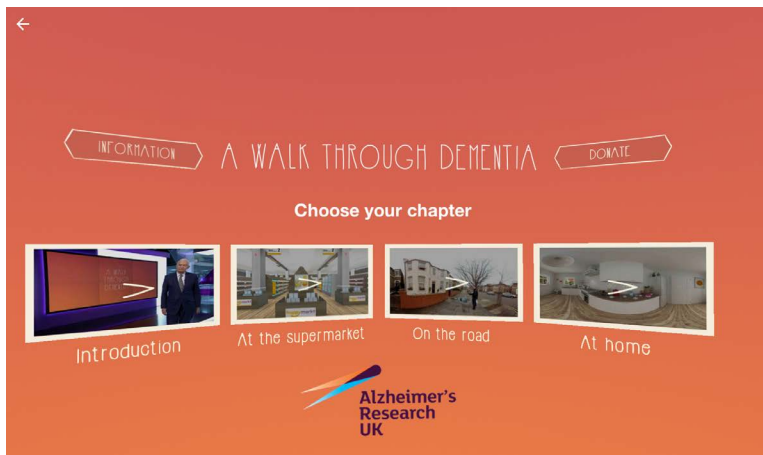 INFORMATION
A WALK THROUGH DEMENTIA
DONATE
Choose your chapter
Introduction
At the supermarket
On the road
At home
Alzheimer's
Research
UK